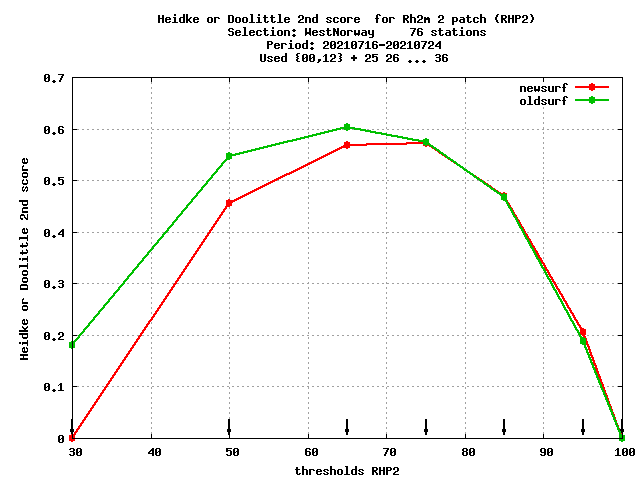 Heidke or Doolittle 2nd score  for Rh2m 2 patch (RHP2)
Selection: WestNorway     76 stations
Period: 20210716-20210724
Used {00,12} + 25 26 ... 36
newsurf
oldsurf
Heidke or Doolittle 2nd score
0.7
0.6
0.5
0.4
0.3
0.2
0.1
0
30 40 50 60 70 80 90 100
thresholds RHP2